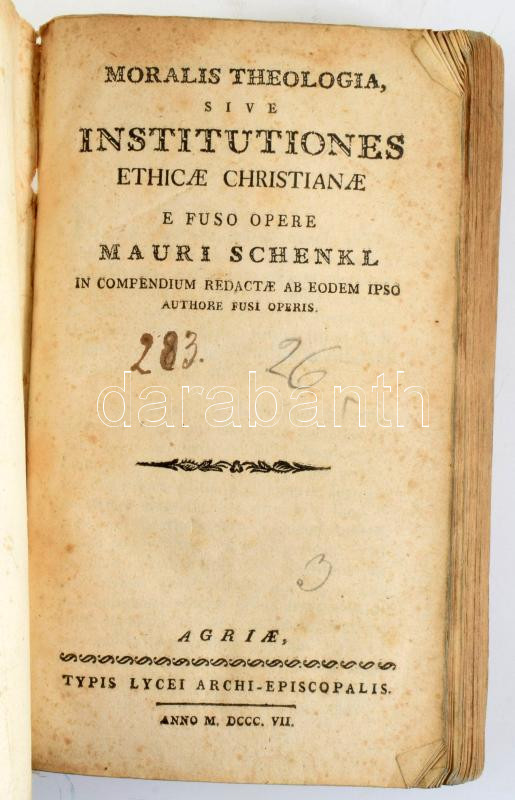 MORALIS THEOLOGIA,
SIVE
INSTITUTIONES
ETHICÆ CHRISTIANÆ
E FUSO OPERE
MAURI SCHENKL
IN COMPENDIUM REDACTÆ AB EODEM IPSO
AUTHORE FUSI OPERIS.
283. 26
darabanth
3
AGRIÆ,
TYPIS LYCEI ARCHI-EPISCOPALIS.
ANNO M. DCCC. VII.